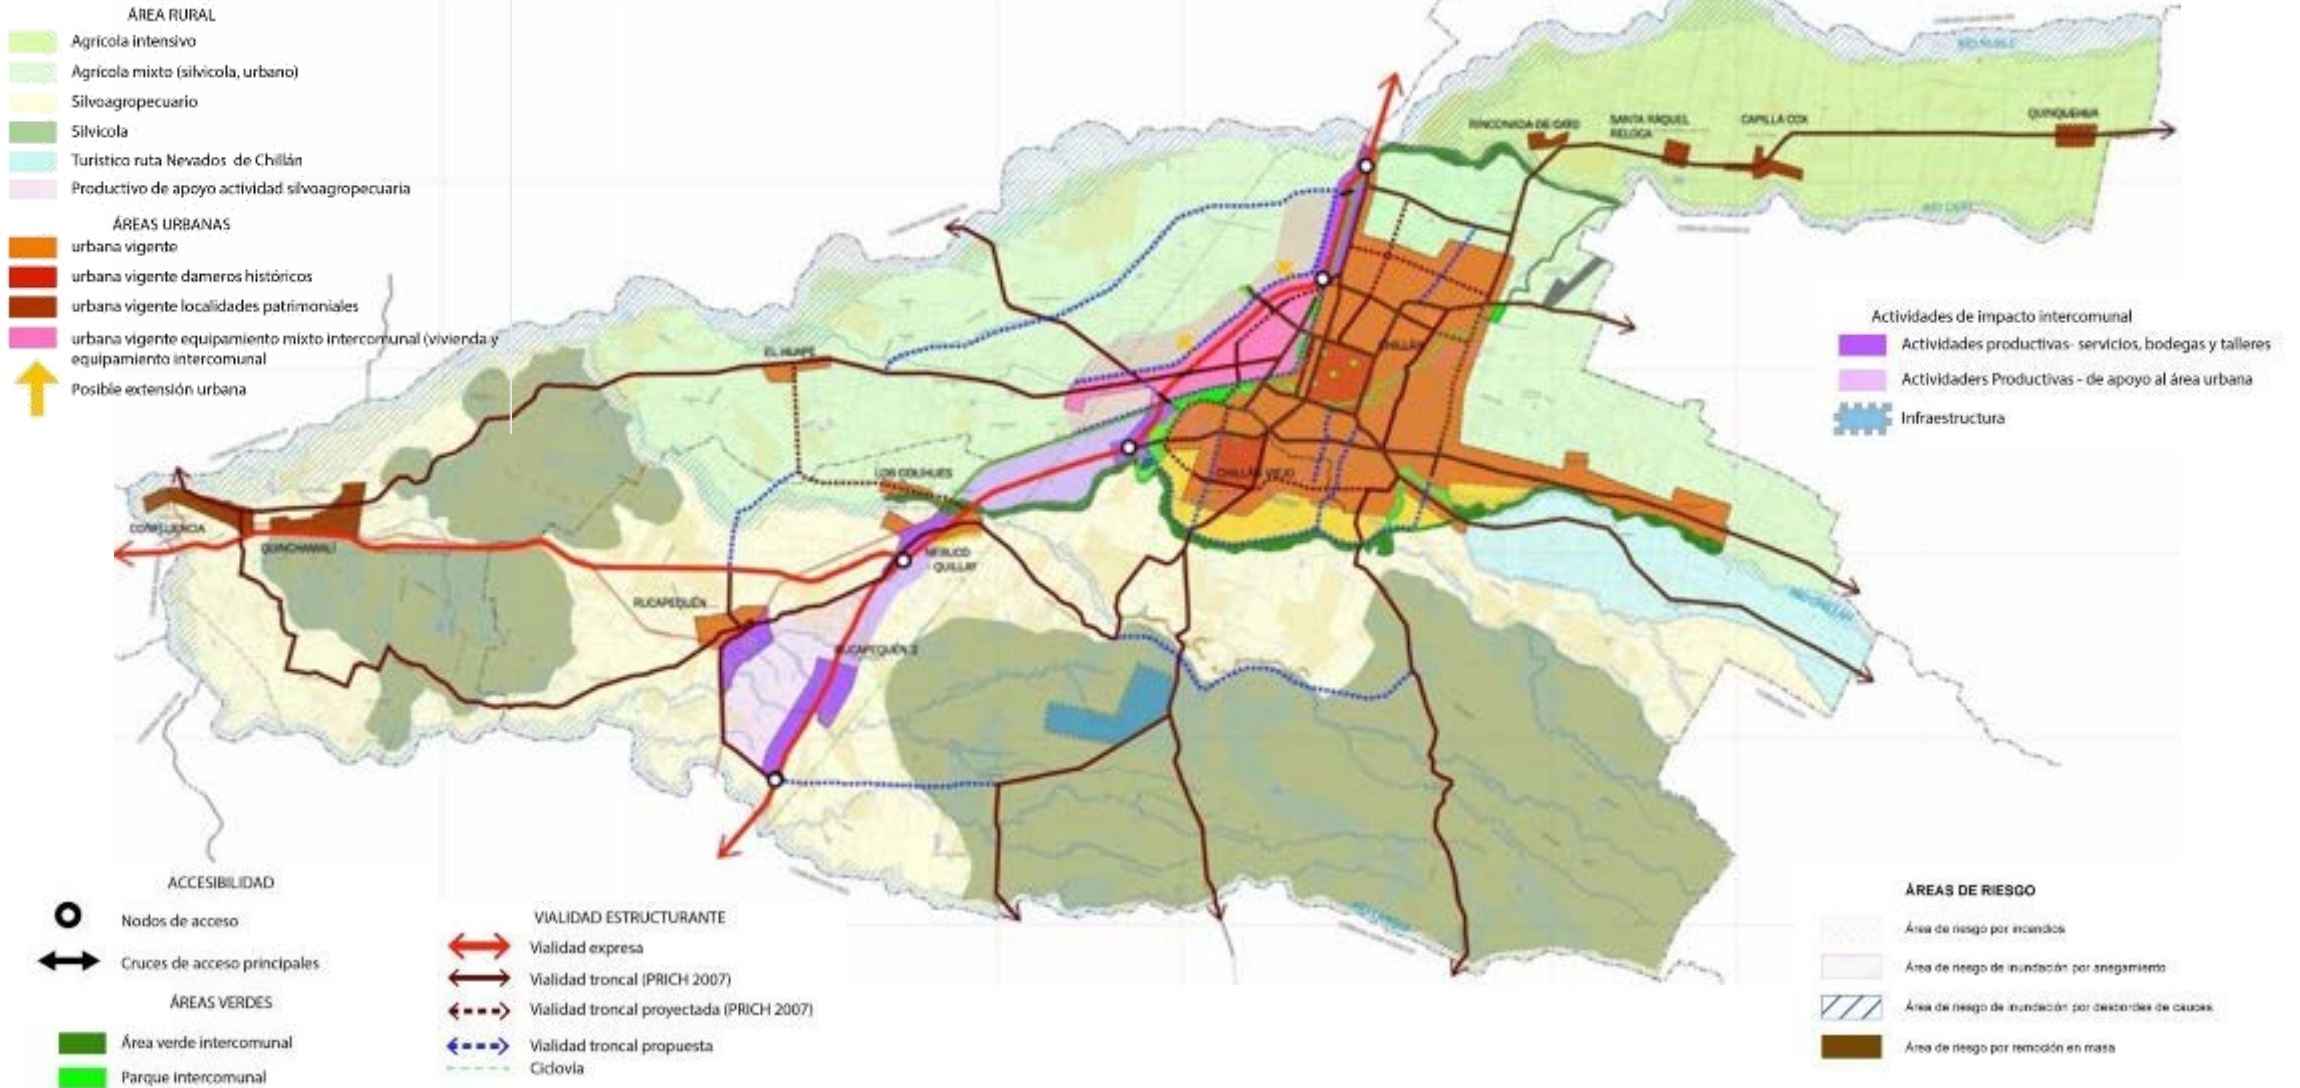 ÁREA RURAL
Agrícola intensivo
Agrícola mixto (silvicola, urbano)
Silvoagropecuario
Silvicola
Turístico ruta Nevados de Chillán
Productivo de apoyo actividad silvoagropecuaria
ÁREAS URBANAS
urbana vigente
urbana vigente dameros históricos
urbana vigente localidades patrimoniales
urbana vigente equipamiento mixto intercomunal (vivienda y
equipamiento intercomunal
Posible extensión urbana
RINCONADA DE CATO
SANTA RAQUEL
RELOCA
CAPILLA COX
QUINQUEHUA
EL HUAPE
CHILLÁN
LOS COLIHUES
CHILLÁN VIEJO
CONFLUENCIA
QUINCHAMALÍ
NEBUCO
- QUILLAY
RUCAPEQUÉN
RUCAPEQUÉN 2
Actividades de impacto intercomunal
Actividades productivas- servicios, bodegas y talleres
Actividaders Productivas - de apoyo al área urbana
Infraestructura
ACCESIBILIDAD
Nodos de acceso
Cruces de acceso principales
ÁREAS VERDES
Área verde intercomunal
Parque intercomunal
VIALIDAD ESTRUCTURANTE
Vialidad expresa
Vialidad troncal (PRICH 2007)
Vialidad troncal proyectada (PRICH 2007)
Vialidad troncal propuesta
Ciclovía
ÁREAS DE RIESGO
Área de riesgo por incendios
Área de riesgo de inundación por anegamiento
Área de riesgo de inundación por desbordes de cauces
Área de riesgo por remoción en masa